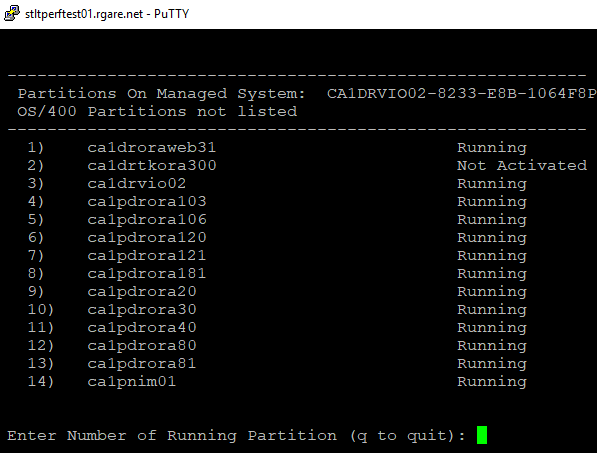 stltperftest01.rgare.net - PuTTY
----------------------------------------------------------
Partitions On Managed System:  CA1DRVIO02-8233-E8B-1064F8P
OS/400 Partitions not listed
----------------------------------------------------------
1)    ca1droraweb31                        Running
2)    ca1drtkora300                        Not Activated
3)    ca1drvio02                           Running
4)    ca1pdrora103                         Running
5)    ca1pdrora106                         Running
6)    ca1pdrora120                         Running
7)    ca1pdrora121                         Running
8)    ca1pdrora181                         Running
9)    ca1pdrora20                          Running
10)   ca1pdrora30                          Running
11)   ca1pdrora40                          Running
12)   ca1pdrora80                          Running
13)   ca1pdrora81                          Running
14)   ca1pnim01                            Running
Enter Number of Running Partition (q to quit):